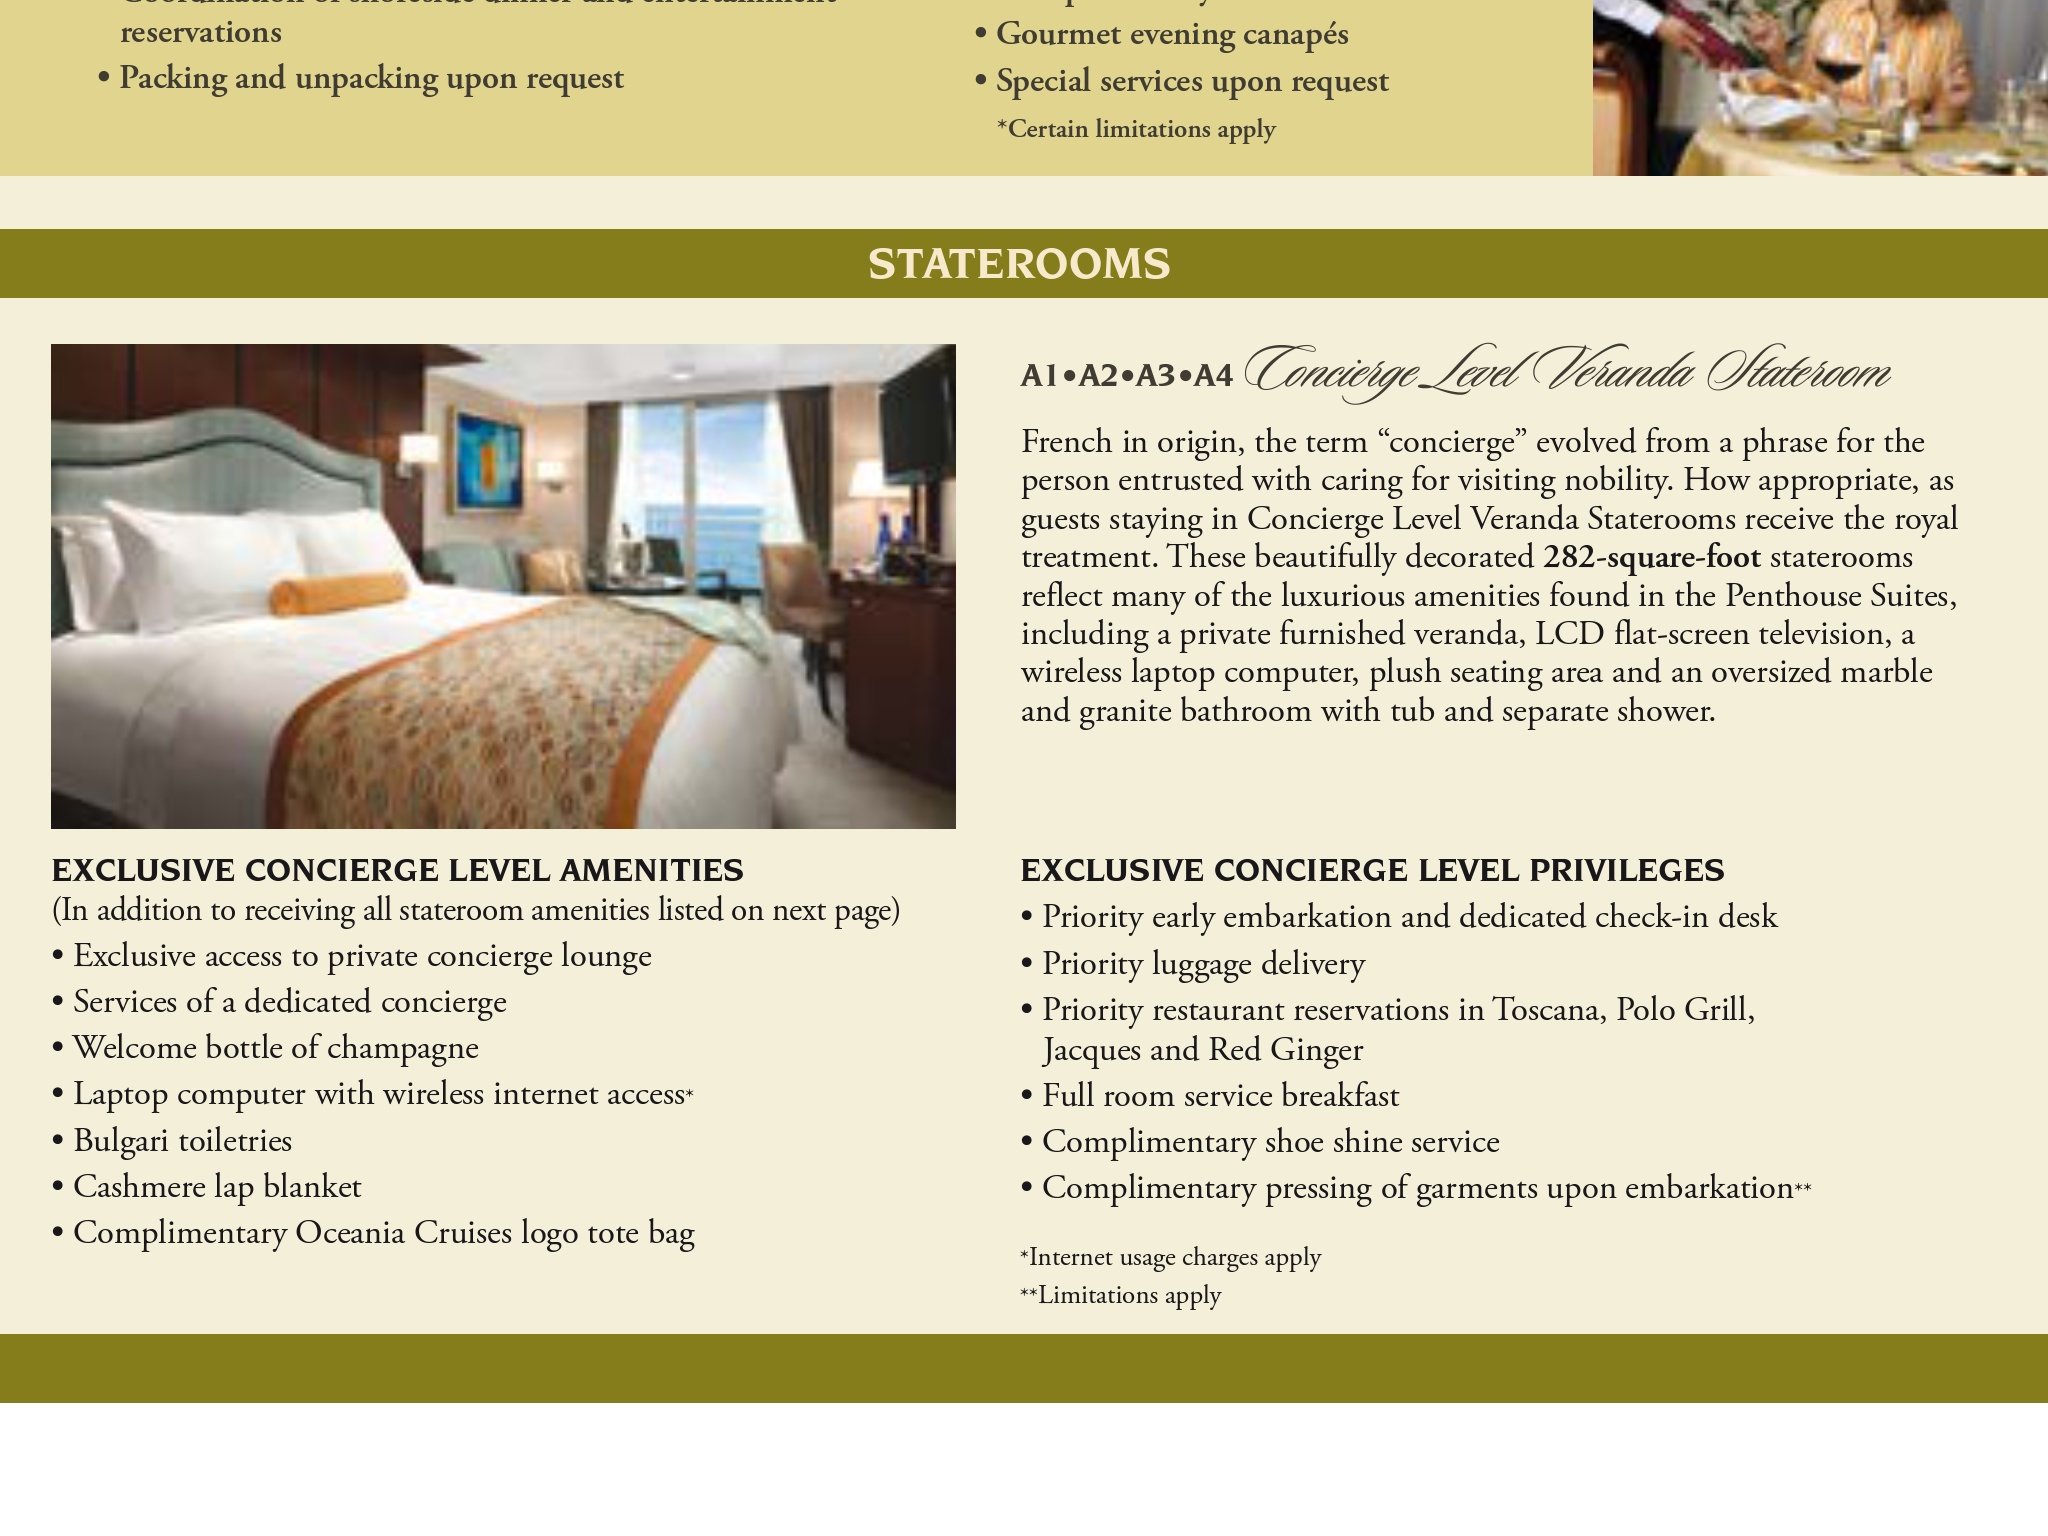 reservations
• Packing and unpacking upon request
• Gourmet evening canapés
• Special services upon request
*Certain limitations apply
STATEROOMS
A1•A2•A3•A4 Concierge Level Veranda Stateroom
French in origin, the term “concierge” evolved from a phrase for the
person entrusted with caring for visiting nobility. How appropriate, as
guests staying in Concierge Level Veranda Staterooms receive the royal
treatment. These beautifully decorated 282-square-foot staterooms
reflect many of the luxurious amenities found in the Penthouse Suites,
including a private furnished veranda, LCD flat-screen television, a
wireless laptop computer, plush seating area and an oversized marble
and granite bathroom with tub and separate shower.
EXCLUSIVE CONCIERGE LEVEL AMENITIES
(In addition to receiving all stateroom amenities listed on next page)
• Exclusive access to private concierge lounge
• Services of a dedicated concierge
• Welcome bottle of champagne
• Laptop computer with wireless internet access*
• Bulgari toiletries
• Cashmere lap blanket
• Complimentary Oceania Cruises logo tote bag
EXCLUSIVE CONCIERGE LEVEL PRIVILEGES
• Priority early embarkation and dedicated check-in desk
• Priority luggage delivery
• Priority restaurant reservations in Toscana, Polo Grill,
Jacques and Red Ginger
• Full room service breakfast
• Complimentary shoe shine service
• Complimentary pressing of garments upon embarkation**
*Internet usage charges apply
**Limitations apply